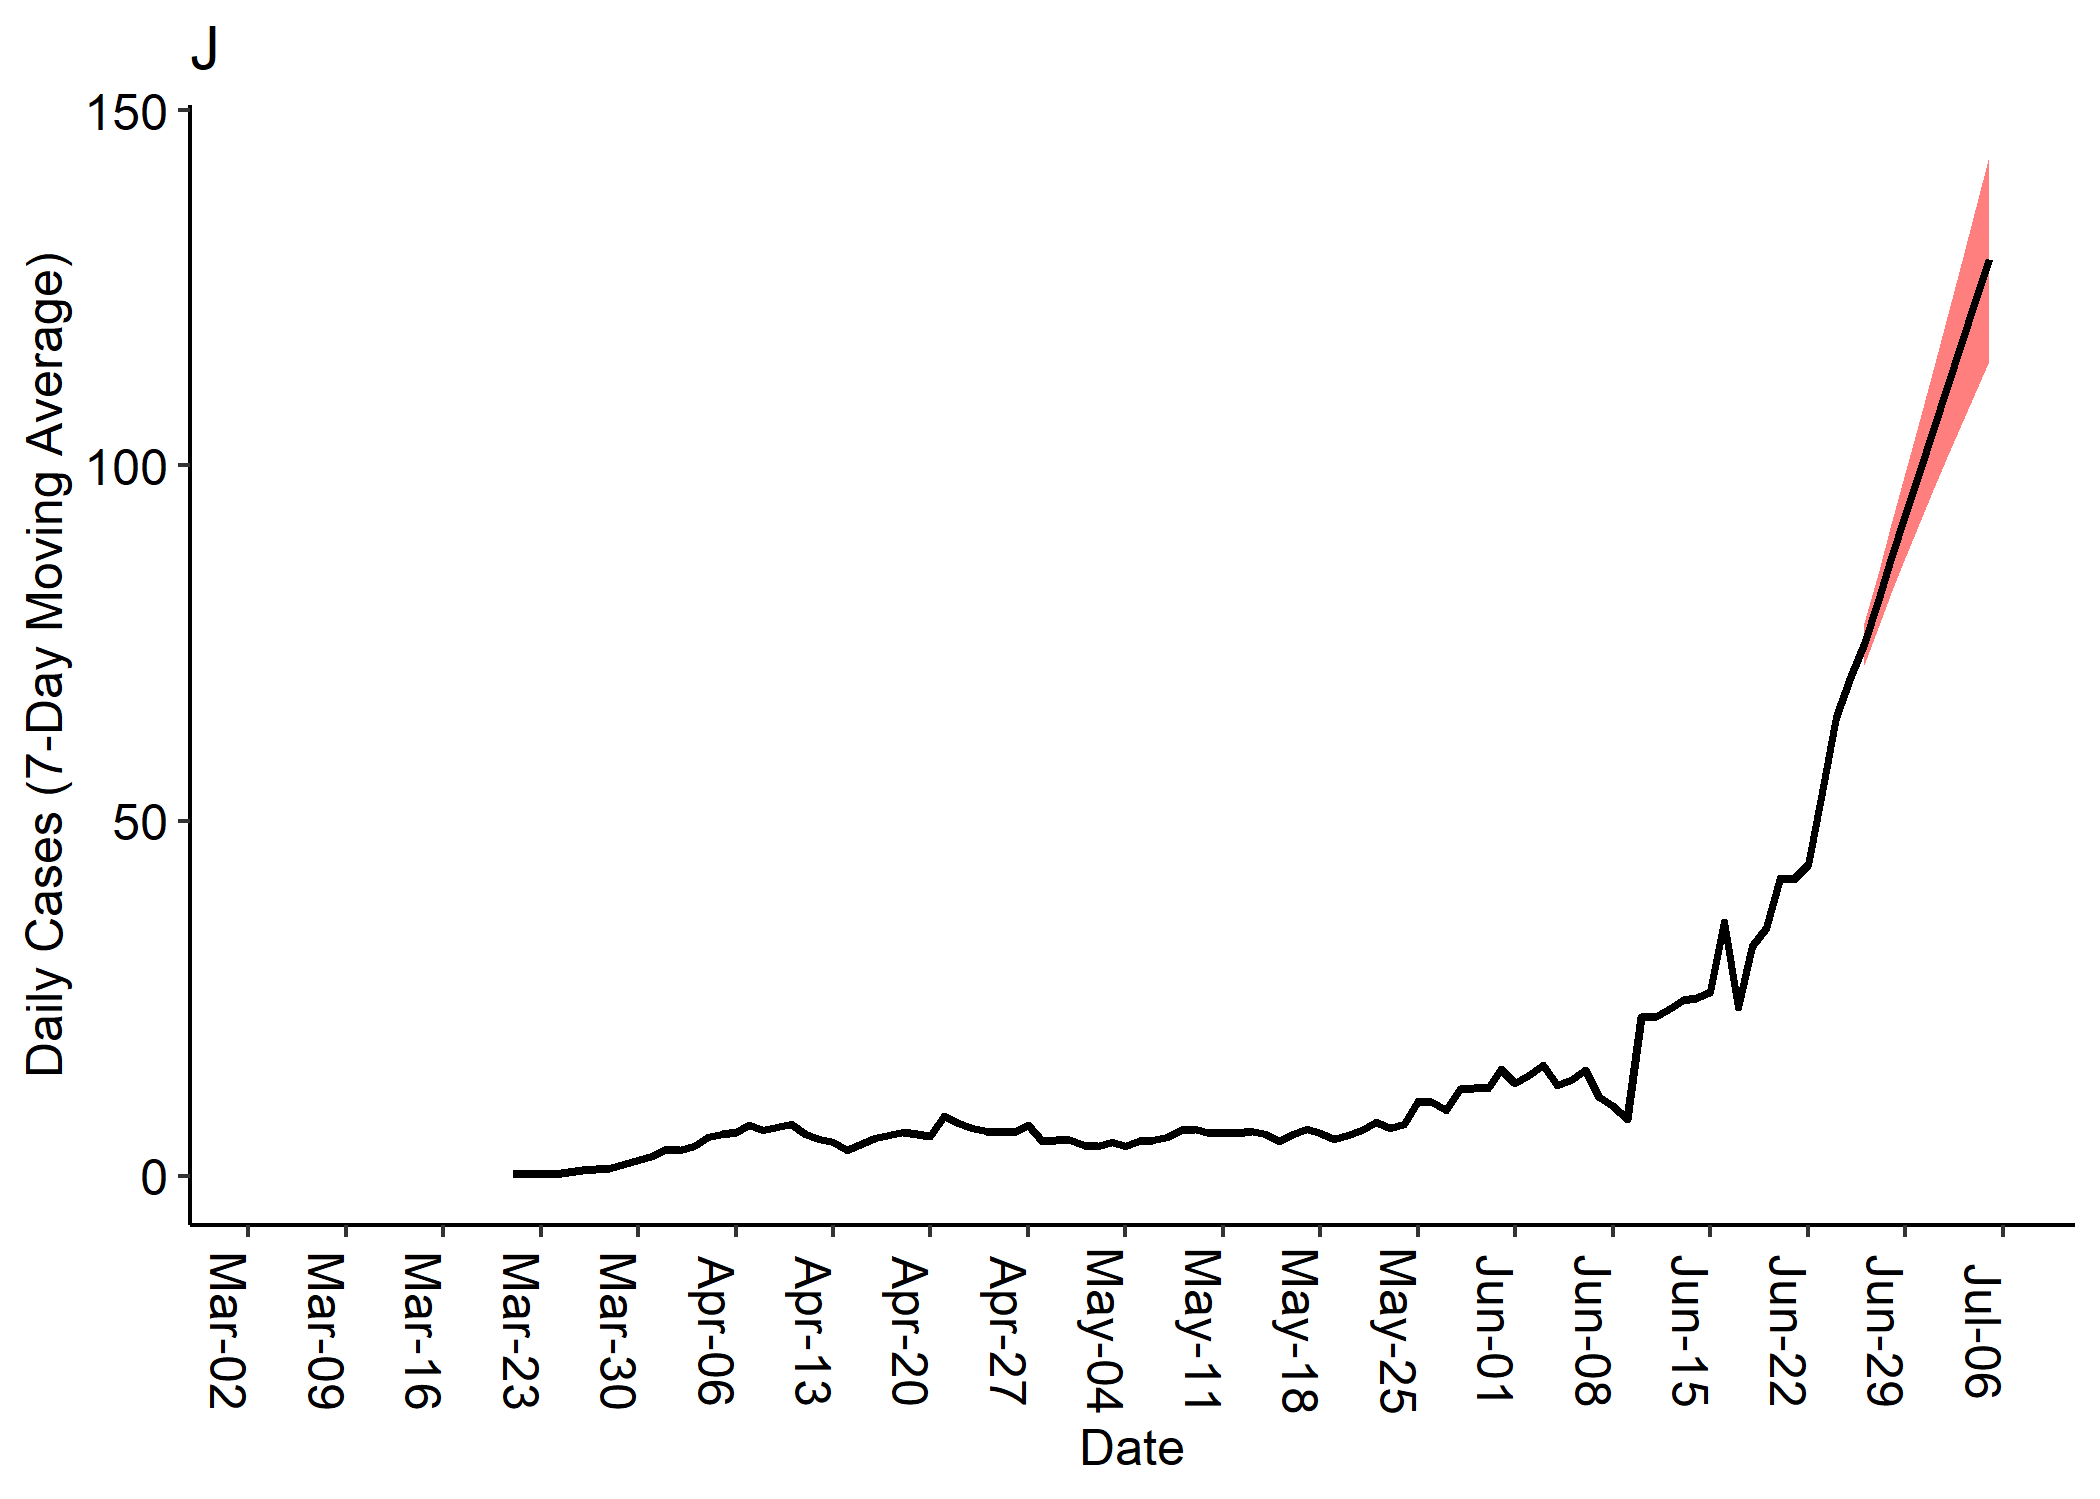 J
Daily Cases (7-Day Moving Average)
150
100
50
0
Mar-02
Mar-09
Mar-16
Mar-23
Mar-30
Apr-06
Apr-13
Apr-20
Apr-27
May-04
May-11
May-18
May-25
Jun-01
Jun-08
Jun-15
Jun-22
Jun-29
Jul-06
Date